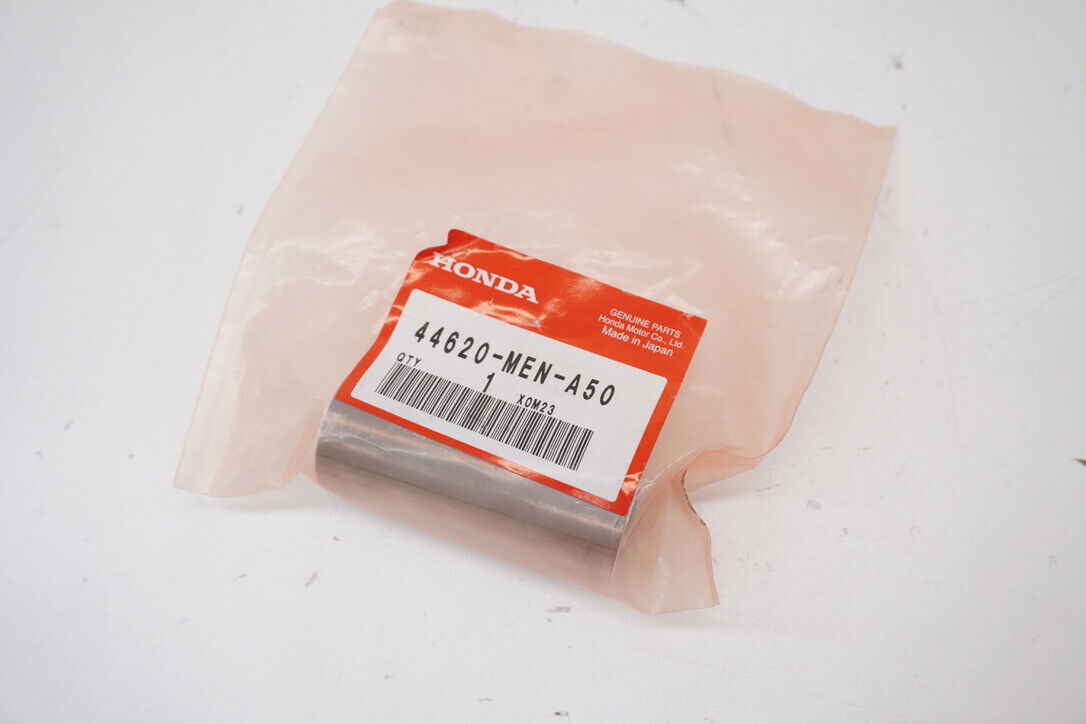 HONDA
GENUINE PARTS
Honda Motor Co., Ltd.
Made in Japan
44620-MEN-A50
QTY
1
X0M23